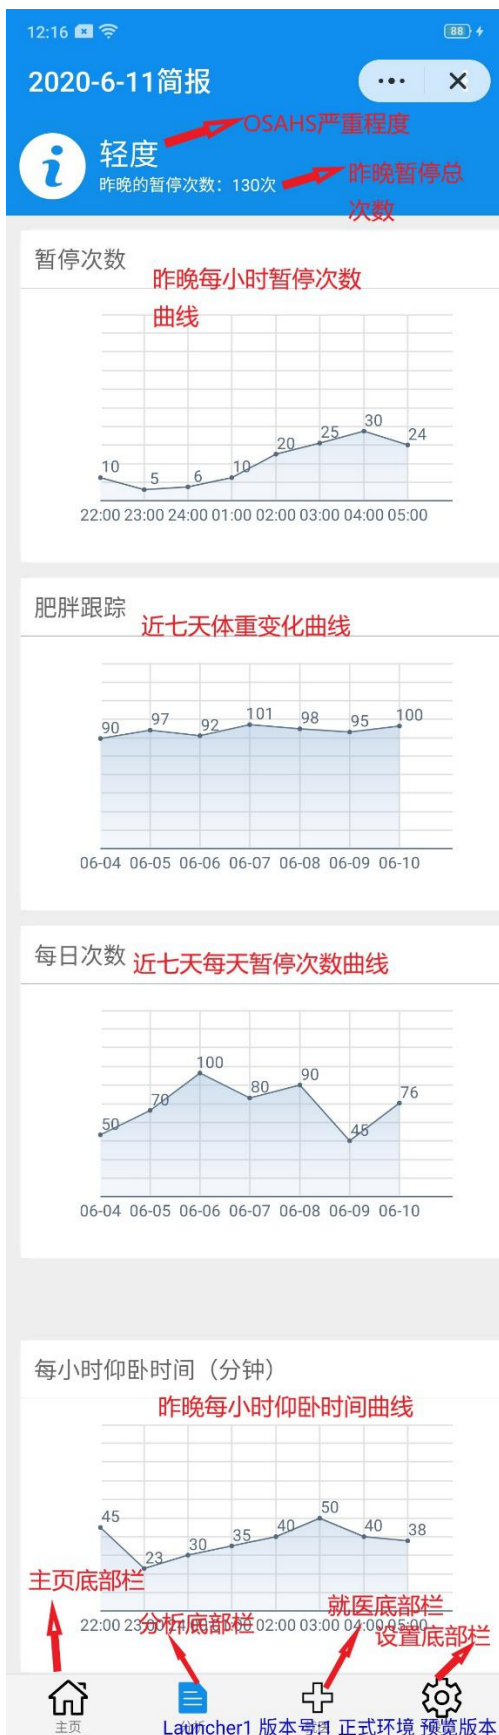 12:16
88
2020-6-11简报
OSAHS严重程度
轻度
昨晚的暂停次数：130次
昨晚暂停总
次数
暂停次数
昨晚每小时暂停次数
曲线
10 5 6 10 20 25 30 24
22:00 23:00 24:00 01:00 02:00 03:00 04:00 05:00
肥胖跟踪
近七天体重变化曲线
90 97 92 101 98 95 100
06-04 06-05 06-06 06-07 06-08 06-09 06-10
每日次数
近七天每天暂停次数曲线
50 70 100 80 90 45 76
06-04 06-05 06-06 06-07 06-08 06-09 06-10
每小时仰卧时间（分钟）
昨晚每小时仰卧时间曲线
45 23 30 35 40 50 40 38
主页底部栏
就医底部栏
22:00 02:00 03:00 04:00
分析底部栏
设置底部栏
主页
Launcher1 版本号:1 正式环境 预览版本